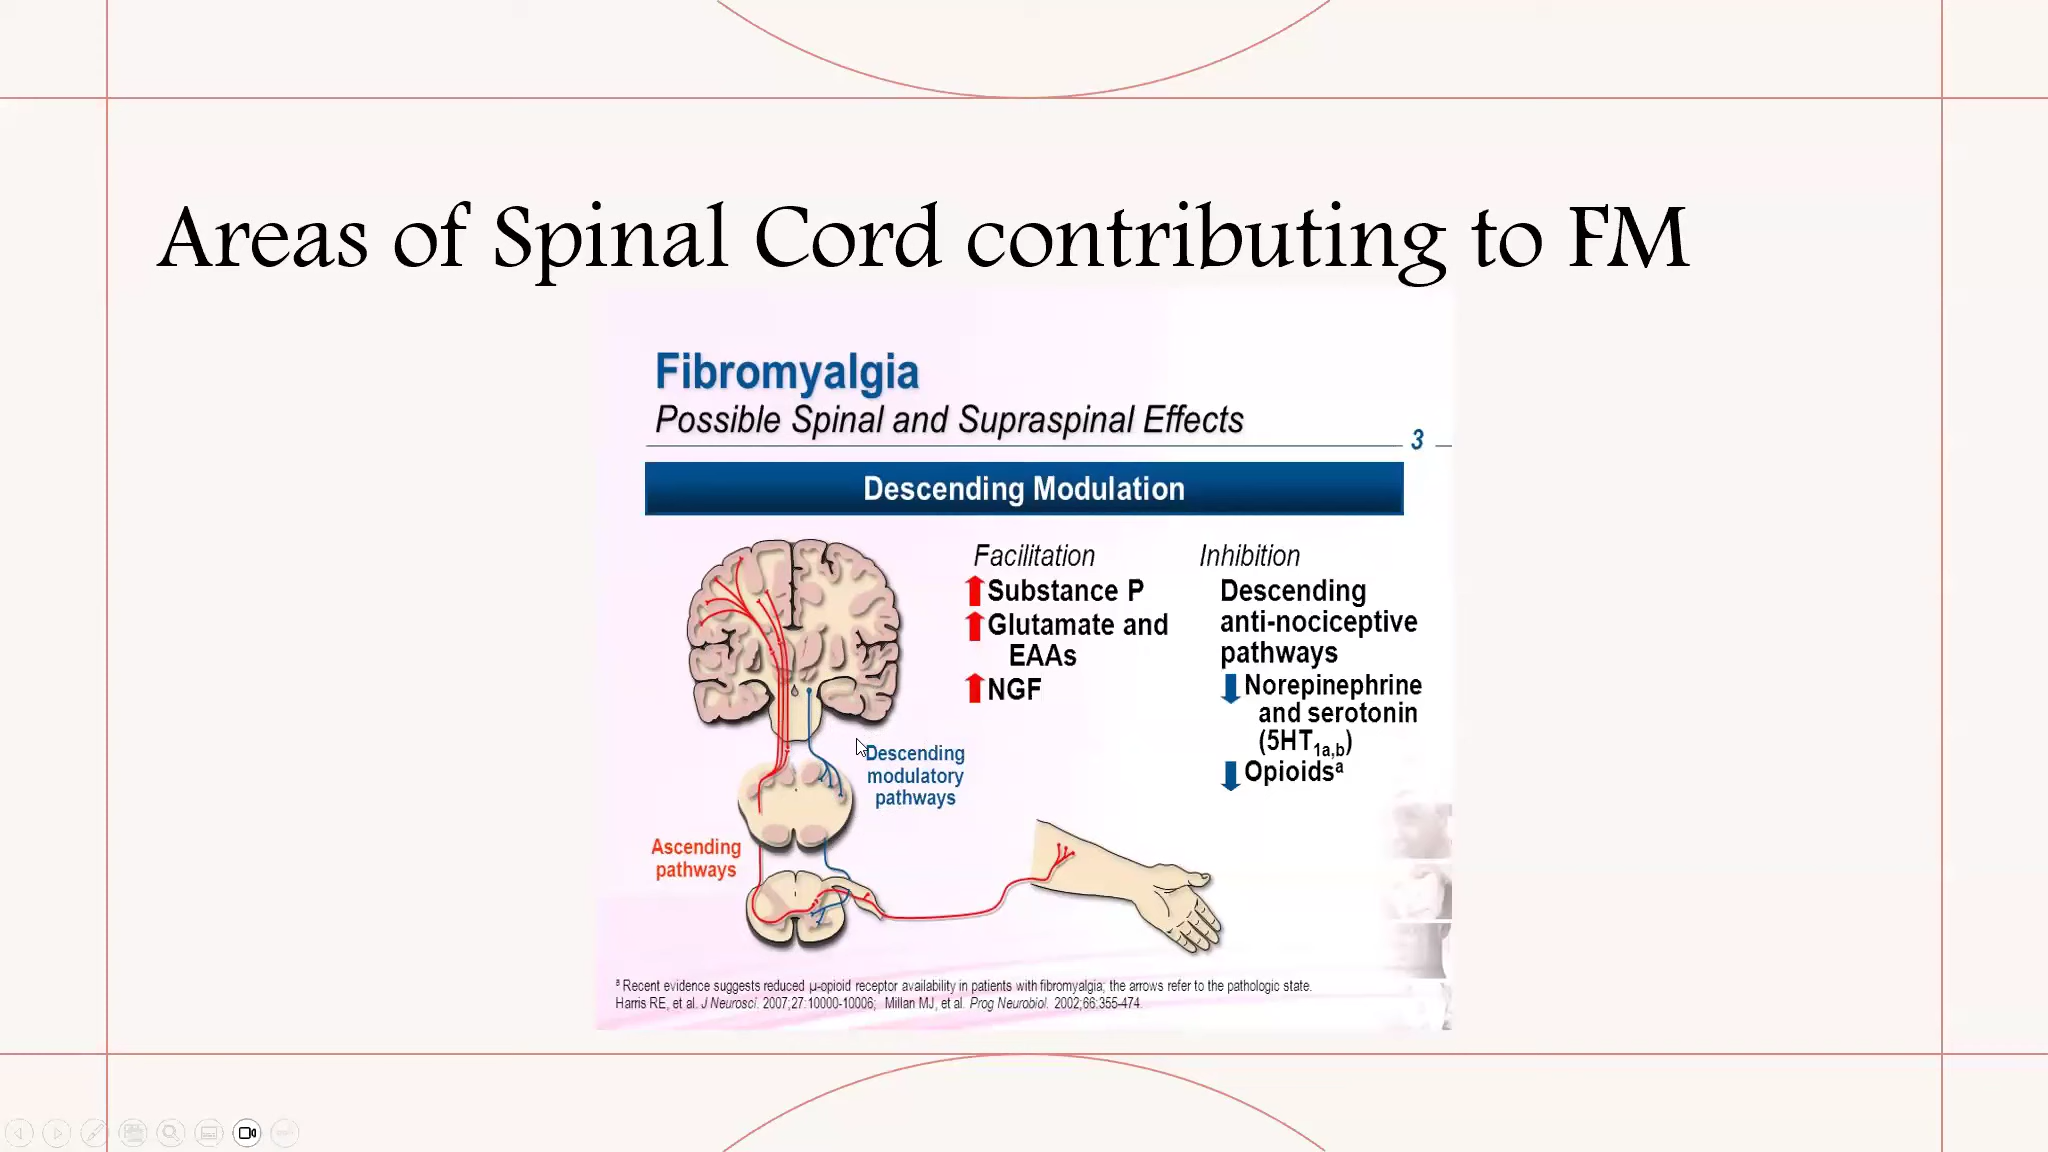 Areas of Spinal Cord contributing to FM
Fibromyalgia
Possible Spinal and Supraspinal Effects
3
Descending Modulation
Facilitation
Substance P
Glutamate and
EAAs
NGF
Inhibition
Descending
anti-nociceptive
pathways
Norepinephrine
and serotonin
(5HT1a,b)
Opioidsa
Descending
modulatory
pathways
Ascending
pathways
a Recent evidence suggests reduced µ-opioid receptor availability in patients with fibromyalgia; the arrows refer to the pathologic state.
Harris RE, et al. J Neurosci. 2007;27:10000-10006; Millan MJ, et al. Prog Neurobiol. 2002;66:355-474.